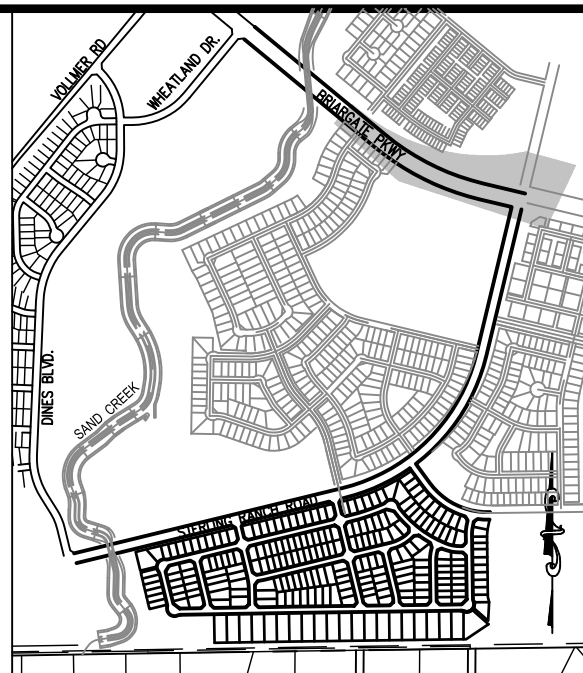 VOLLMER RD
WHEATLAND DR.
BRIARGATE PKWY
DINES BLVD.
SAND CREEK
STERLING RANCH ROAD